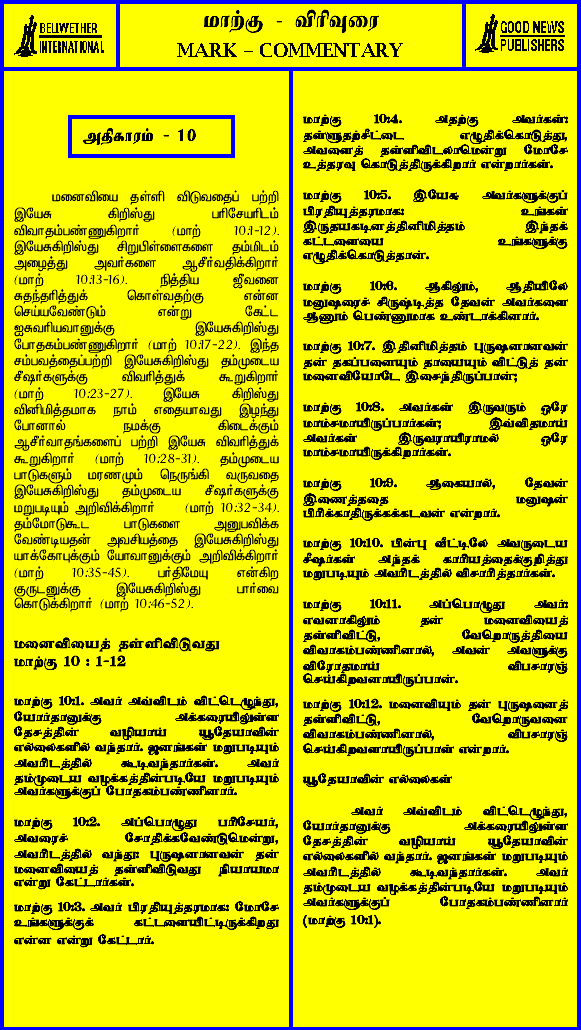 BELWETHER
INTERNATIONAL
மாற்கு - விரிவுரை
MARK – COMMENTARY
GOOD NEWS
PUBLISHERS
அதிகாரம் - 10
மனைவியை தள்ளி விடுவதைப் பற்றி
இயேசு கிறிஸ்து பரிசேயரிடம்
விவாதம்பண்ணுகிறார் (மாற் 10:1-12).
இயேசுகிறிஸ்து சிறுபிள்ளைகளை தம்மிடம்
அழைத்து அவர்களை ஆசீர்வதிக்கிறார்
(மாற் 10:13-16). நித்திய ஜீவனை
சுதந்தரித்துக் கொள்வதற்கு என்ன
செய்யவேண்டும் என்று கேட்ட
ஐசுவரியவானுக்கு இயேசுகிறிஸ்து
போதகம்பண்ணுகிறார் (மாற் 10:17-22). இந்த
சம்பவத்தைப்பற்றி இயேசுகிறிஸ்து தம்முடைய
சீஷர்களுக்கு விவரித்துக் கூறுகிறார்
(மாற் 10:23-27). இயேசு கிறிஸ்து
வினிமித்தமாக நாம் எதையாவது இழந்து
போனால் நமக்கு கிடைக்கும்
ஆசீர்வாதங்களைப் பற்றி இயேசு விவரித்துக்
கூறுகிறார் (மாற் 10:28-31). தம்முடைய
பாடுகளும் மரணமும் நெருங்கி வருவதை
இயேசுகிறிஸ்து தம்முடைய சீஷர்களுக்கு
மறுபடியும் அறிவிக்கிறார் (மாற் 10:32-34).
தம்மோடுகூட பாடுகளை அனுபவிக்க
வேண்டியதன் அவசியத்தை இயேசுகிறிஸ்து
யாக்கோபுக்கும் யோவானுக்கும் அறிவிக்கிறார்
(மாற் 10:35-45). பர்திமேயு என்கிற
குருடனுக்கு இயேசுகிறிஸ்து பார்வை
கொடுக்கிறார் (மாற் 10:46-52).
மனைவியைத் தள்ளிவிடுவது
மாற்கு 10 : 1-12
மாற்கு 10:1. அவர் அவ்விடம் விட்டெழுந்து,
யோர்தானுக்கு அக்கரையிலுள்ள
தேசத்தின் வழியாய் யூதேயாவின்
எல்லைகளில் வந்தார். ஜனங்கள் மறுபடியும்
அவரிடத்தில் கூடிவந்தார்கள். அவர்
தம்முடைய வழக்கத்தின்படியே மறுபடியும்
அவர்களுக்குப் போதகம்பண்ணினார்.
மாற்கு 10:2. அப்பொழுது பரிசேயர்,
அவரைச் சோதிக்கவேண்டுமென்று,
அவரிடத்தில் வந்து: புருஷனானவன் தன்
மனைவியைத் தள்ளிவிடுவது நியாயமா
என்று கேட்டார்கள்.
மாற்கு 10:3. அவர் பிரதியுத்தரமாக: மோசே
உங்களுக்குக் கட்டளையிட்டிருக்கிறது
என்ன என்று கேட்டார்.
மாற்கு 10:4. அதற்கு அவர்கள்:
தள்ளுதற்சீட்டை எழுதிக்கொடுத்து,
அவளைத் தள்ளிவிடலாமென்று மோசே
உத்தரவு கொடுத்திருக்கிறார் என்றார்கள்.
மாற்கு 10:5. இயேசு அவர்களுக்குப்
பிரதியுத்தரமாக: உங்கள்
இருதயகடினத்தினிமித்தம் இந்தக்
கட்டளையை உங்களுக்கு
எழுதிக்கொடுத்தான்.
மாற்கு 10:6. ஆகிலும், ஆதியிலே
மனுஷரைச் சிருஷ்டித்த தேவன் அவர்களை
ஆணும் பெண்ணுமாக உண்டாக்கினார்.
மாற்கு 10:7. இதினிமித்தம் புருஷனானவன்
தன் தகப்பனையும் தாயையும் விட்டுத் தன்
மனைவியோடே இசைந்திருப்பான்;
மாற்கு 10:8. அவர்கள் இருவரும் ஒரே
மாம்சமாயிருப்பார்கள்; இவ்விதமாய்
அவர்கள் இருவராயிராமல் ஒரே
மாம்சமாயிருக்கிறார்கள்.
மாற்கு 10:9. ஆகையால், தேவன்
இணைத்ததை மனுஷன்
பிரிக்காதிருக்கக்கடவன் என்றார்.
மாற்கு 10:10. பின்பு வீட்டிலே அவருடைய
சீஷர்கள் அந்தக் காரியத்தைக்குறித்து
மறுபடியும் அவரிடத்தில் விசாரித்தார்கள்.
மாற்கு 10:11. அப்பொழுது அவர்:
எவனாகிலும் தன் மனைவியைத்
தள்ளிவிட்டு, வேறொருத்தியை
விவாகம்பண்ணினால், அவன் அவளுக்கு
விரோதமாய் விபசாரஞ்
செய்கிறவனாயிருப்பான்.
மாற்கு 10:12. மனைவியும் தன் புருஷனைத்
தள்ளிவிட்டு, வேறொருவனை
விவாகம்பண்ணினால், விபசாரஞ்
செய்கிறவளாயிருப்பாள் என்றார்.
யூதேயாவின் எல்லைகள்
அவர் அவ்விடம் விட்டெழுந்து,
யோர்தானுக்கு அக்கரையிலுள்ள
தேசத்தின் வழியாய் யூதேயாவின்
எல்லைகளில் வந்தார். ஜனங்கள் மறுபடியும்
அவரிடத்தில் கூடிவந்தார்கள். அவர்
தம்முடைய வழக்கத்தின்படியே மறுபடியும்
அவர்களுக்குப் போதகம்பண்ணினார்
(மாற்கு 10:1).